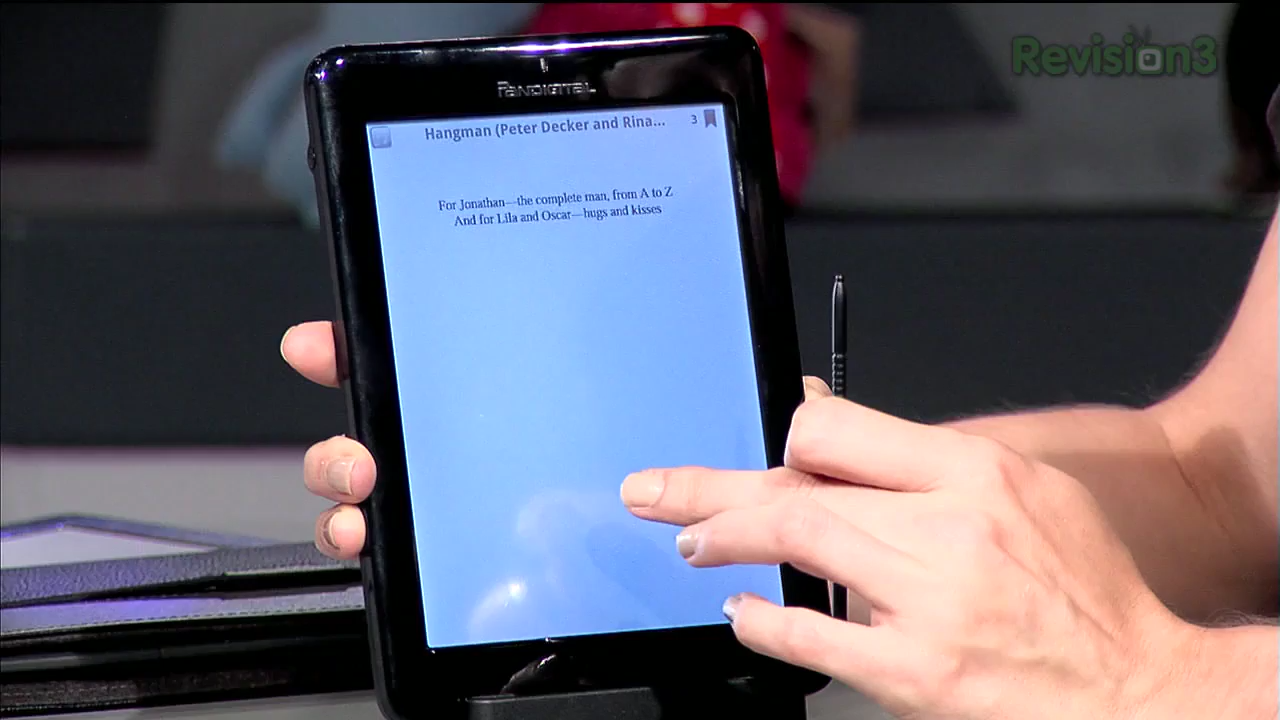 Revision3
PANDIGITAL
Hangman (Peter Decker and Rina... 3
For Jonathan—the complete man, from A to Z
And for Lila and Oscar—hugs and kisses